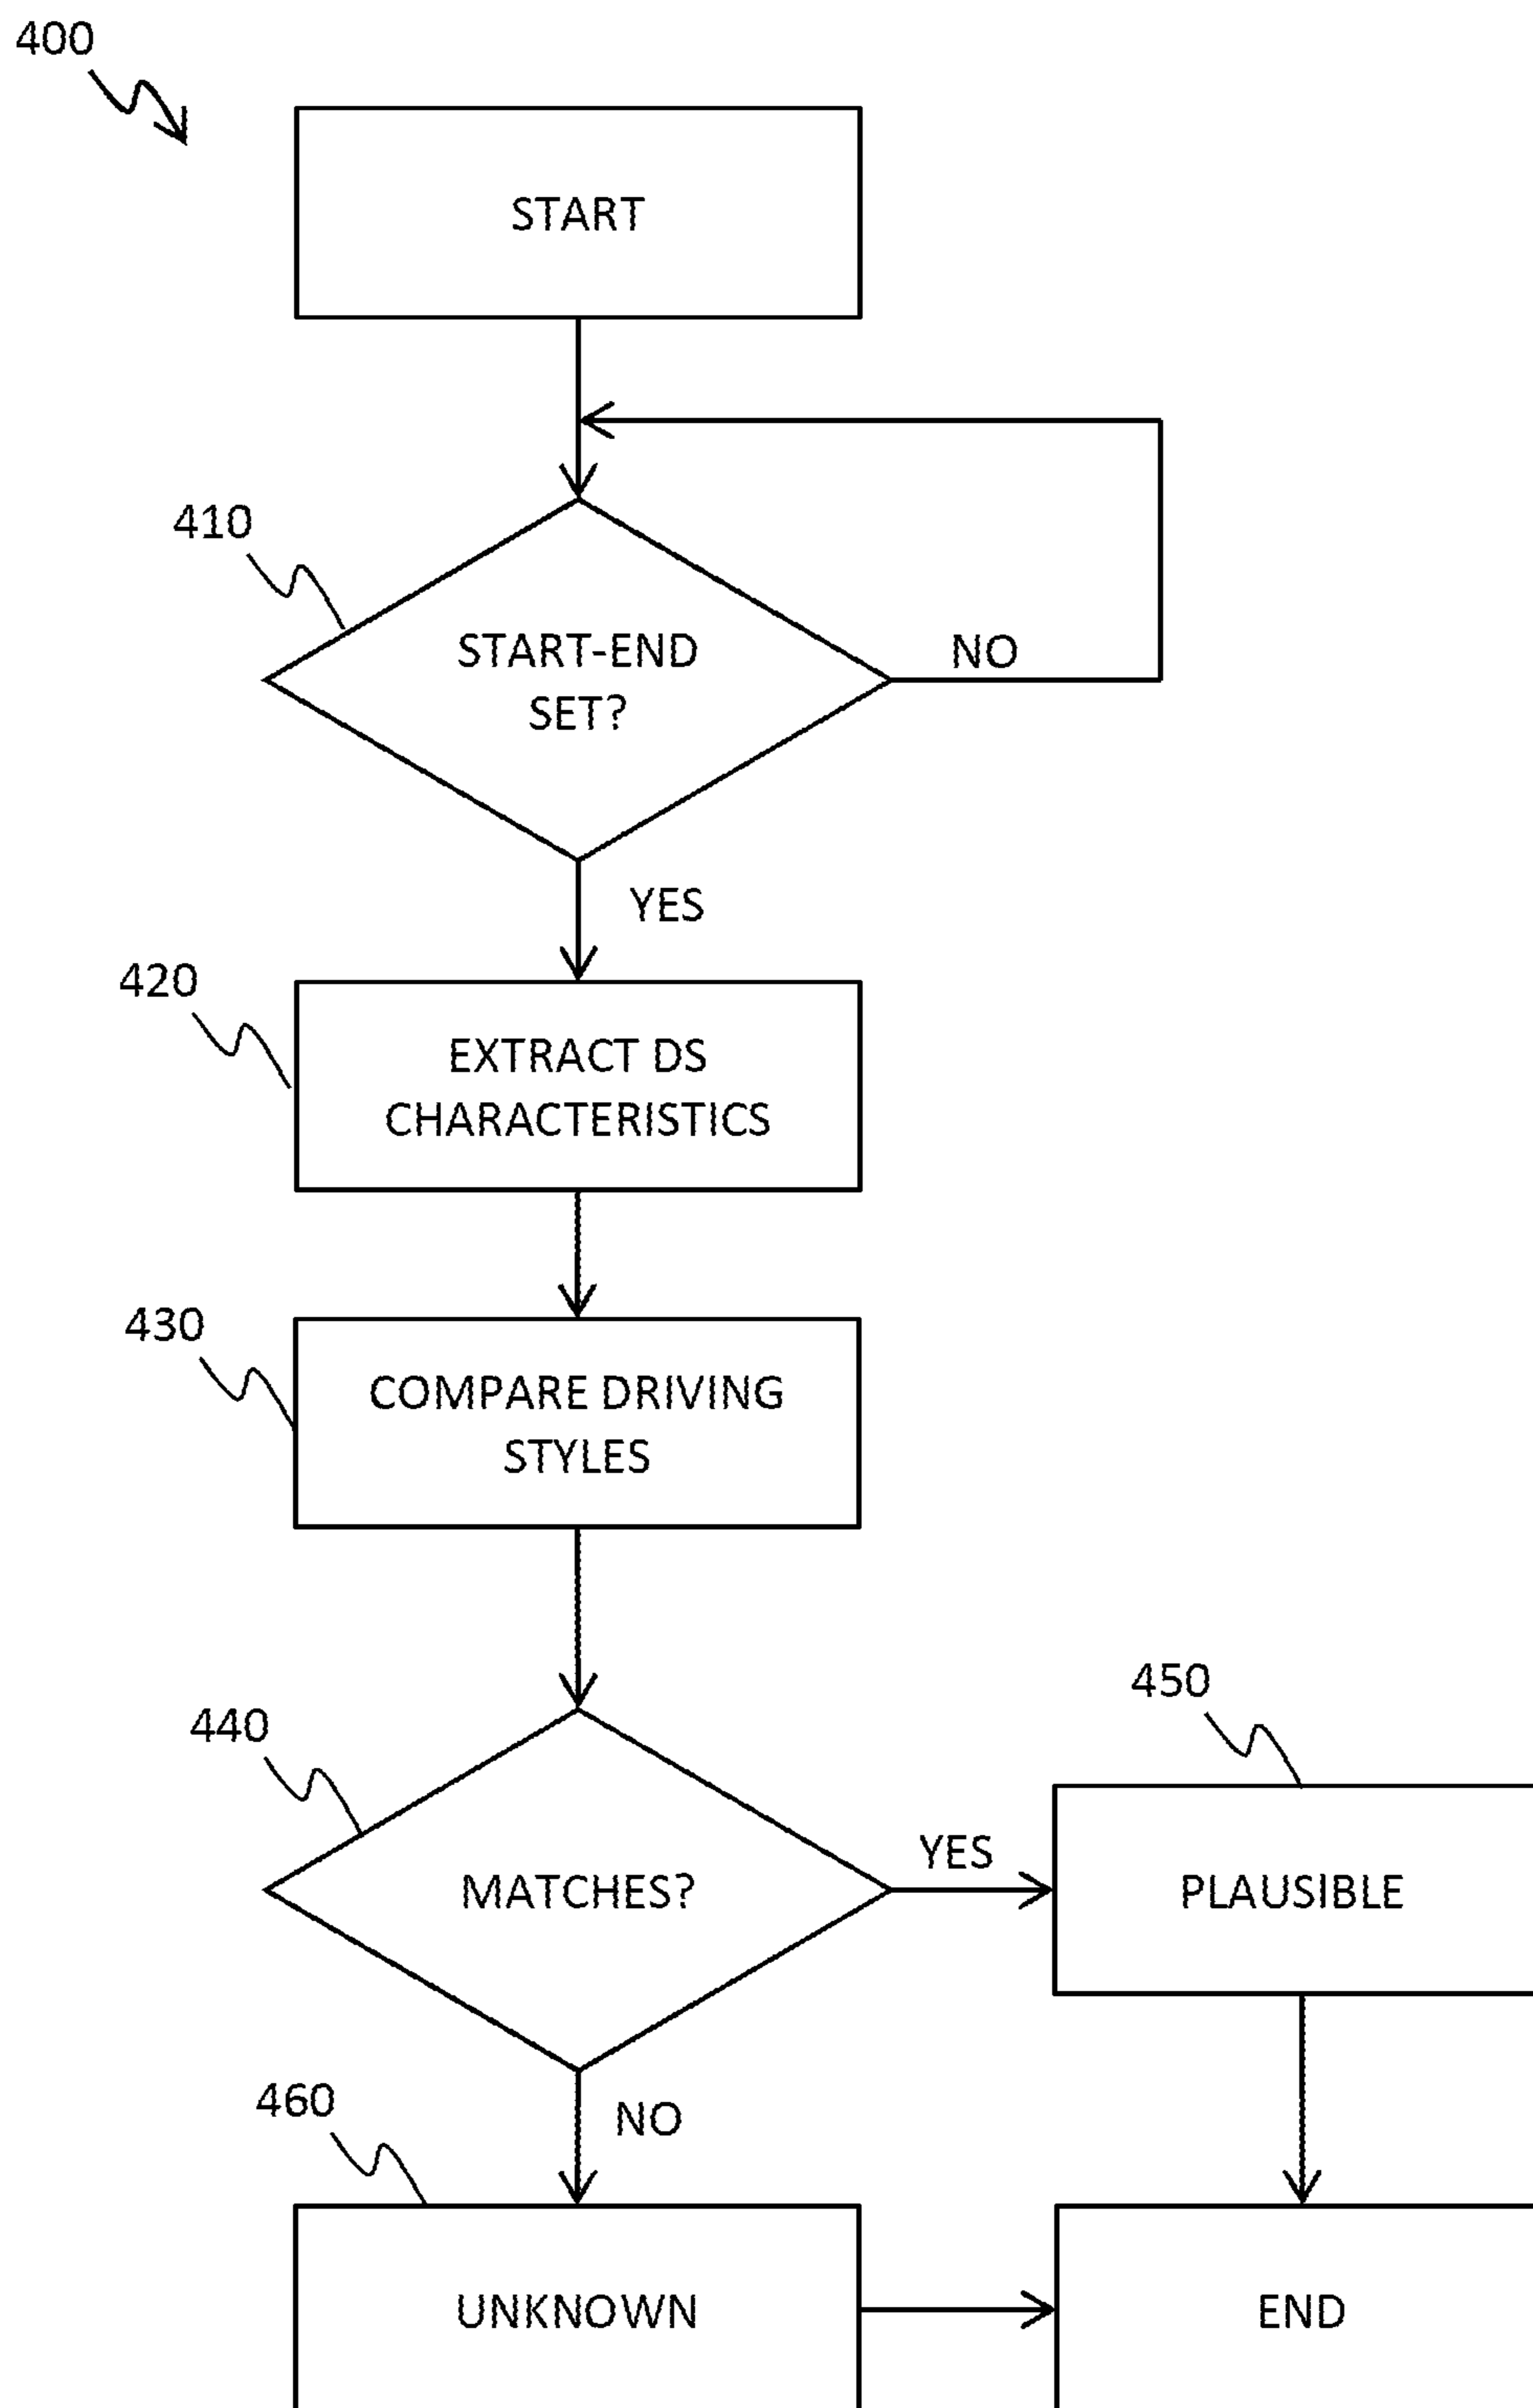 400
START
410
START-END
SET?
NO
YES
420
EXTRACT DS
CHARACTERISTICS
430
COMPARE DRIVING
STYLES
440
MATCHES?
YES
450
PLAUSIBLE
NO
460
UNKNOWN
END